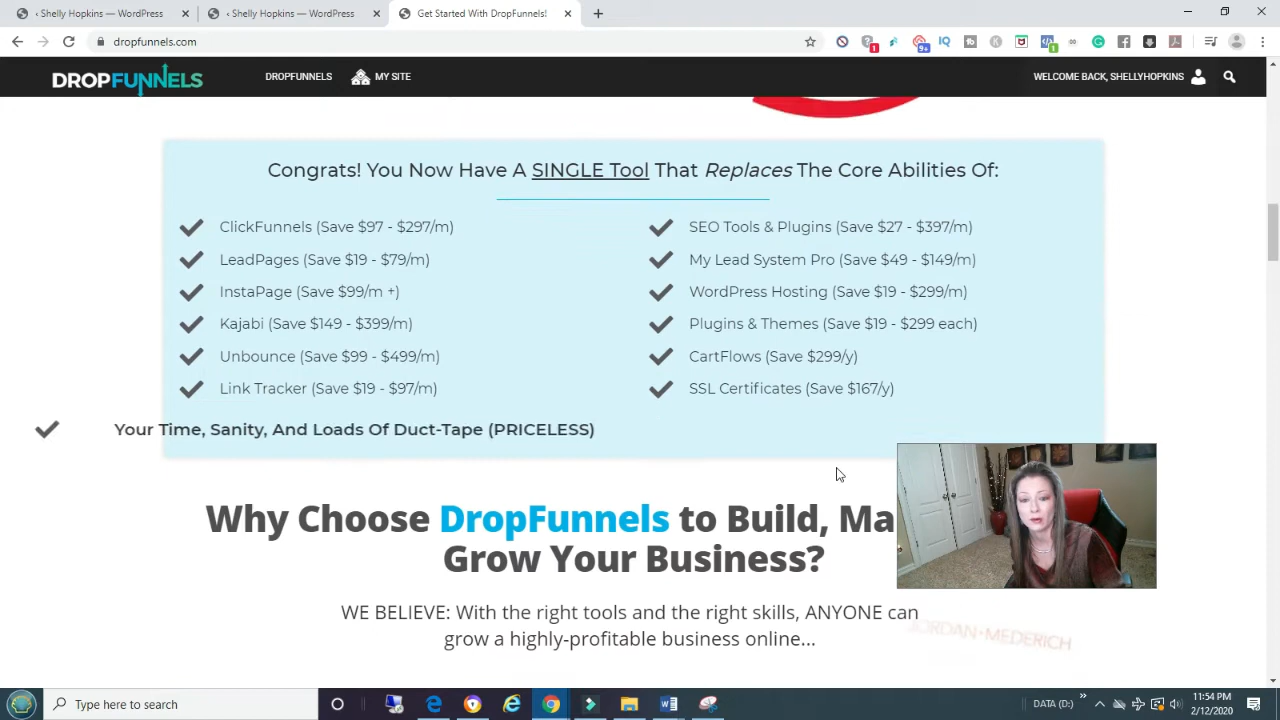 Shelly Hopkins — WordPress
Shelly Hopkins — WordPress
Get Started With DropFunnels!
dropfunnels.com
1
9+
IQ
1
DROPFUNNELS
DROPFUNNELS
MY SITE
WELCOME BACK, SHELLYHOPKINS
Congrats! You Now Have A SINGLE Tool That Replaces The Core Abilities Of:
ClickFunnels (Save $97 - $297/m)
LeadPages (Save $19 - $79/m)
InstaPage (Save $99/m +)
Kajabi (Save $149 - $399/m)
Unbounce (Save $99 - $499/m)
Link Tracker (Save $19 - $97/m)
SEO Tools & Plugins (Save $27 - $397/m)
My Lead System Pro (Save $49 - $149/m)
WordPress Hosting (Save $19 - $299/m)
Plugins & Themes (Save $19 - $299 each)
CartFlows (Save $299/y)
SSL Certificates (Save $167/y)
Your Time, Sanity, And Loads Of Duct-Tape (PRICELESS)
Why Choose DropFunnels to Build, Ma
Grow Your Business?
WE BELIEVE: With the right tools and the right skills, ANYONE can
grow a highly-profitable business online...
JORDAN MEDERICH
Type here to search
DATA (D:)
11:54 PM
2/12/2020